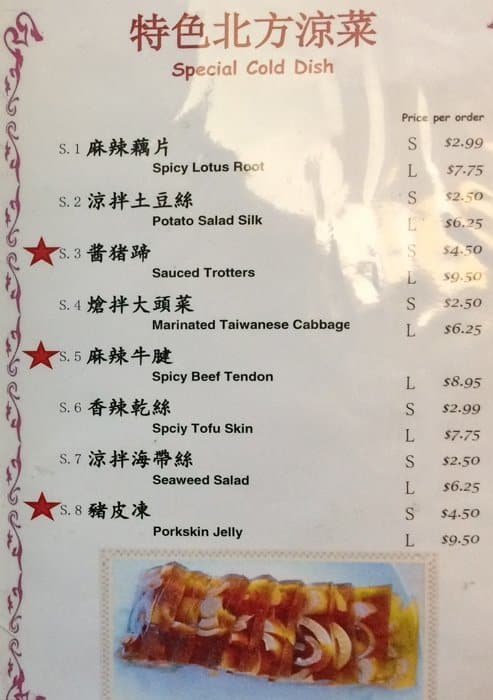 特色北方涼菜
Special Cold Dish
Price per order
S.1 麻辣藕片 S $2.99
Spicy Lotus Root L $7.75
S.2 涼拌土豆絲 S $2.50
Potato Salad Silk L $6.25
S.3 酱猪蹄 S $4.50
Sauced Trotters L $9.50
S.4 熗拌大頭菜 S $2.50
Marinated Taiwanese Cabbage L $6.25
S.5 麻辣牛腱
Spicy Beef Tendon L $8.95
S.6 香辣乾絲 S $2.99
Spciy Tofu Skin L $7.75
S.7 涼拌海帶絲 S $2.50
Seaweed Salad L $6.25
S.8 豬皮凍 S $4.50
Porkskin Jelly L $9.50